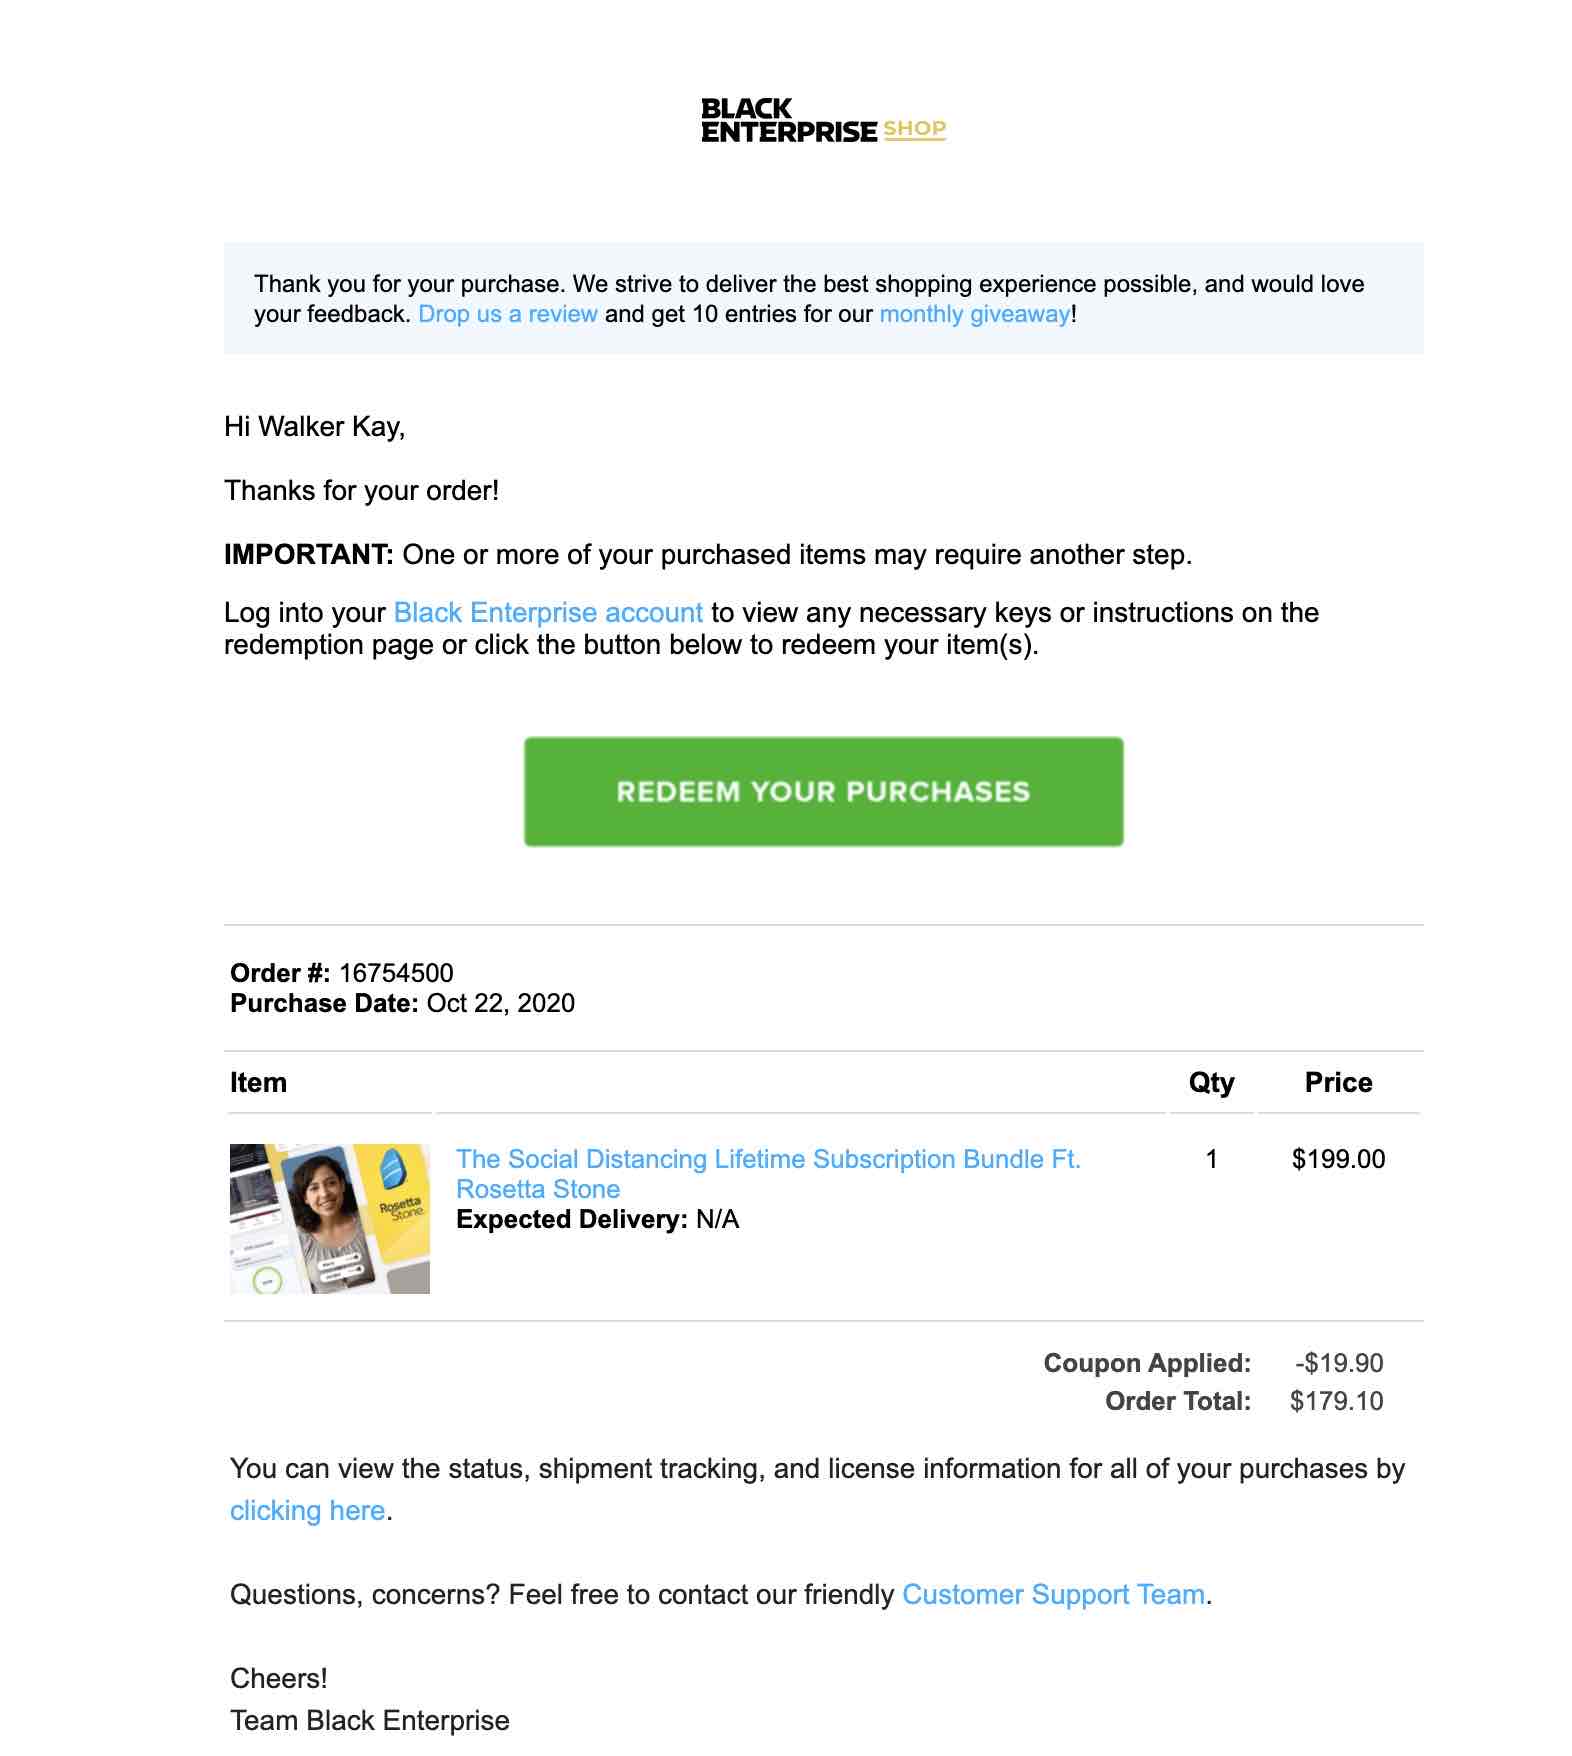 BLACK
ENTERPRISE SHOP
Thank you for your purchase. We strive to deliver the best shopping experience possible, and would love
your feedback. Drop us a review and get 10 entries for our monthly giveaway!
Hi Walker Kay,
Thanks for your order!
IMPORTANT: One or more of your purchased items may require another step.
Log into your Black Enterprise account to view any necessary keys or instructions on the
redemption page or click the button below to redeem your item(s).
REDEEM YOUR PURCHASES
Order #: 16754500
Purchase Date: Oct 22, 2020
Item Qty Price
Rosetta
Stone
The Social Distancing Lifetime Subscription Bundle Ft. 1 $199.00
Rosetta Stone
Expected Delivery: N/A
Coupon Applied: -$19.90
Order Total: $179.10
You can view the status, shipment tracking, and license information for all of your purchases by
clicking here.
Questions, concerns? Feel free to contact our friendly Customer Support Team.
Cheers!
Team Black Enterprise